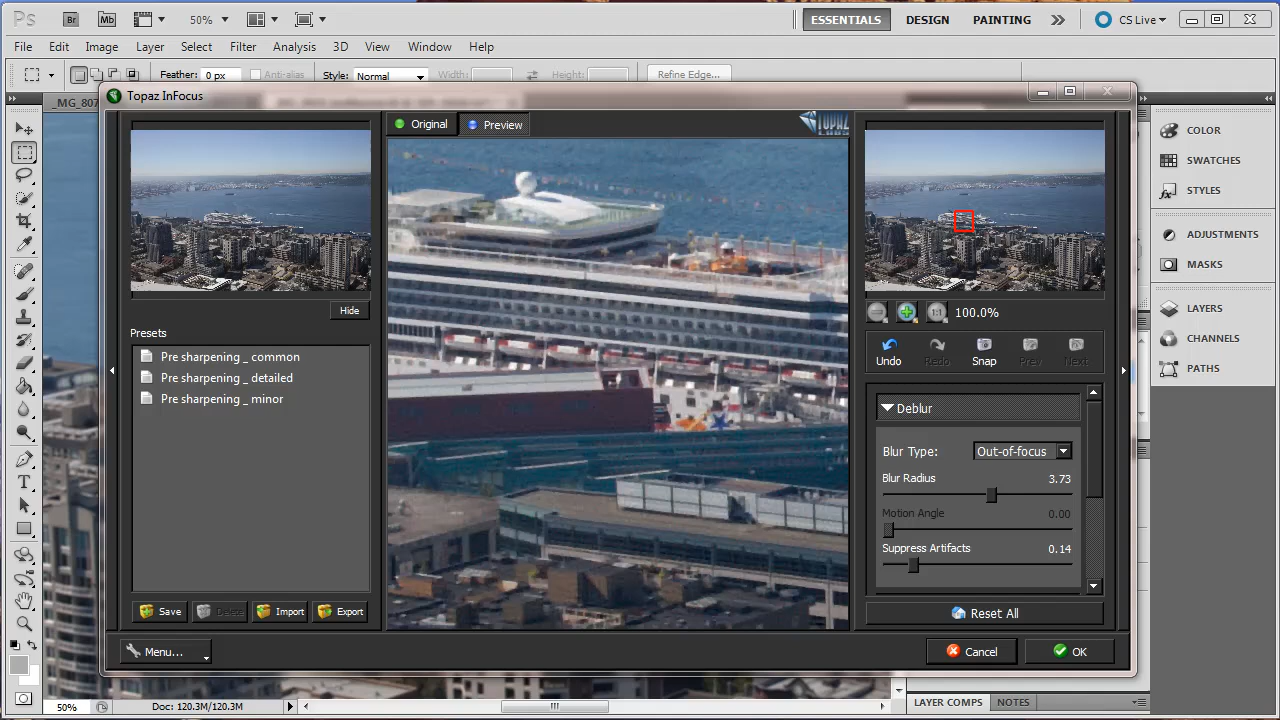 Ps Br Mb 50% ESSENTIALS DESIGN PAINTING CS Live
File Edit Image Layer Select Filter Analysis 3D View Window Help
Feather: 0 px Anti-alias Style: Normal Width: Height: Refine Edge...
_MG_807
Topaz InFocus
Original Preview
TOPAZ LABS
COLOR
SWATCHES
STYLES
ADJUSTMENTS
MASKS
LAYERS
CHANNELS
PATHS
Hide
1:1 100.0%
Presets
Pre sharpening _ common
Pre sharpening _ detailed
Pre sharpening _ minor
Undo Redo Snap Prev Next
Deblur
Blur Type: Out-of-focus
Blur Radius 3.73
Motion Angle 0.00
Suppress Artifacts 0.14
Save Delete Import Export
Reset All
Menu... Cancel OK
50% Doc: 120.3M/120.3M
LAYER COMPS NOTES